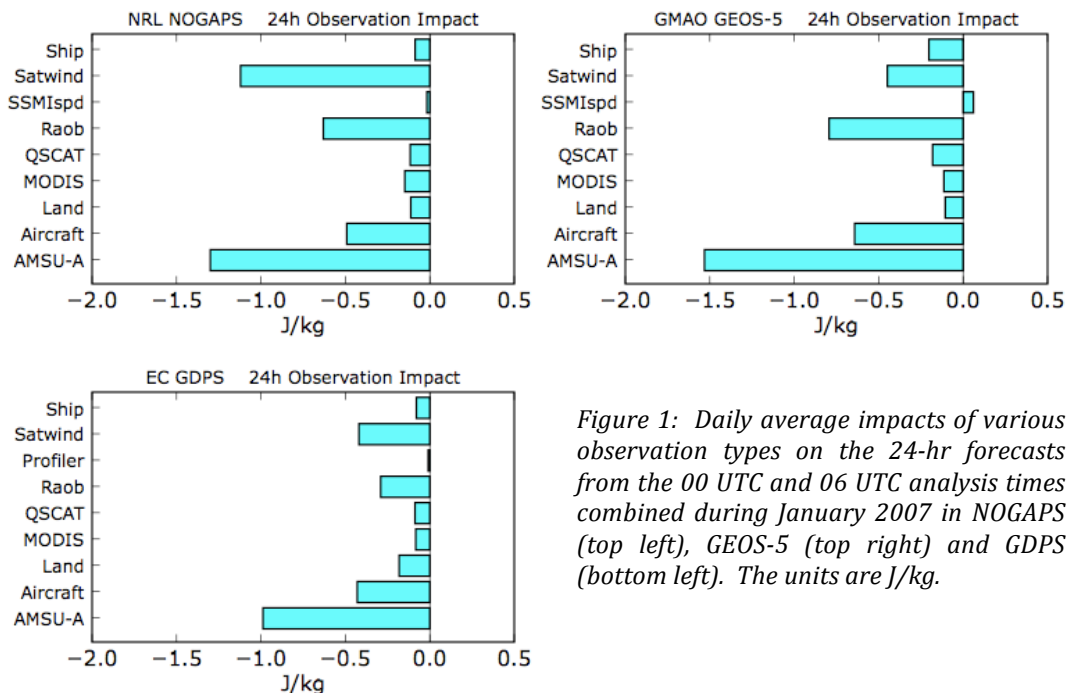 NRL NOGAPS 24h Observation Impact
Ship
Satwind
SSMIspd
Raob
QSCAT
MODIS
Land
Aircraft
AMSU-A
−2.0 −1.5 −1.0 −0.5 0.0 0.5
J/kg
GMAO GEOS-5 24h Observation Impact
Ship
Satwind
SSMIspd
Raob
QSCAT
MODIS
Land
Aircraft
AMSU-A
−2.0 −1.5 −1.0 −0.5 0.0 0.5
J/kg
EC GDPS 24h Observation Impact
Ship
Satwind
Profiler
Raob
QSCAT
MODIS
Land
Aircraft
AMSU-A
−2.0 −1.5 −1.0 −0.5 0.0 0.5
J/kg
Figure 1: Daily average impacts of various
observation types on the 24-hr forecasts
from the 00 UTC and 06 UTC analysis times
combined during January 2007 in NOGAPS
(top left), GEOS-5 (top right) and GDPS
(bottom left). The units are J/kg.